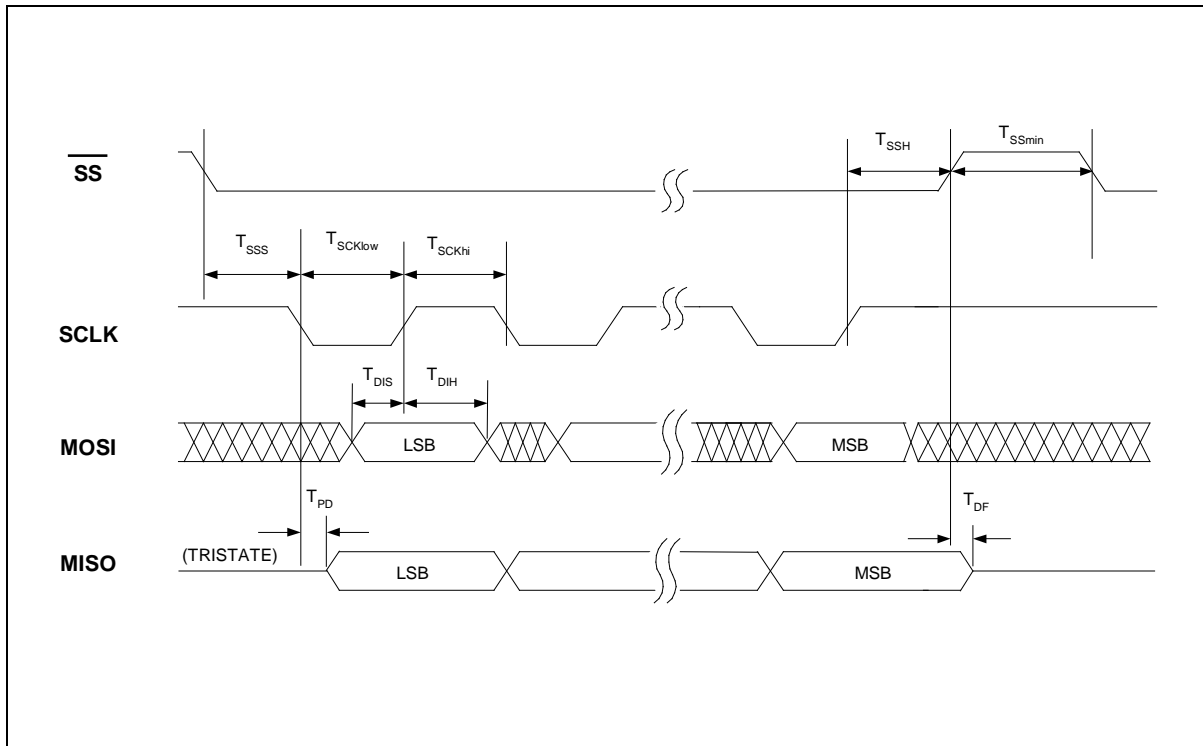 SS
T_SSH
T_SSmin
T_SSS
T_SCKlow
T_SCKhi
SCLK
T_DIS
T_DIH
MOSI
LSB
MSB
T_PD
T_DF
MISO
(TRISTATE)
LSB
MSB